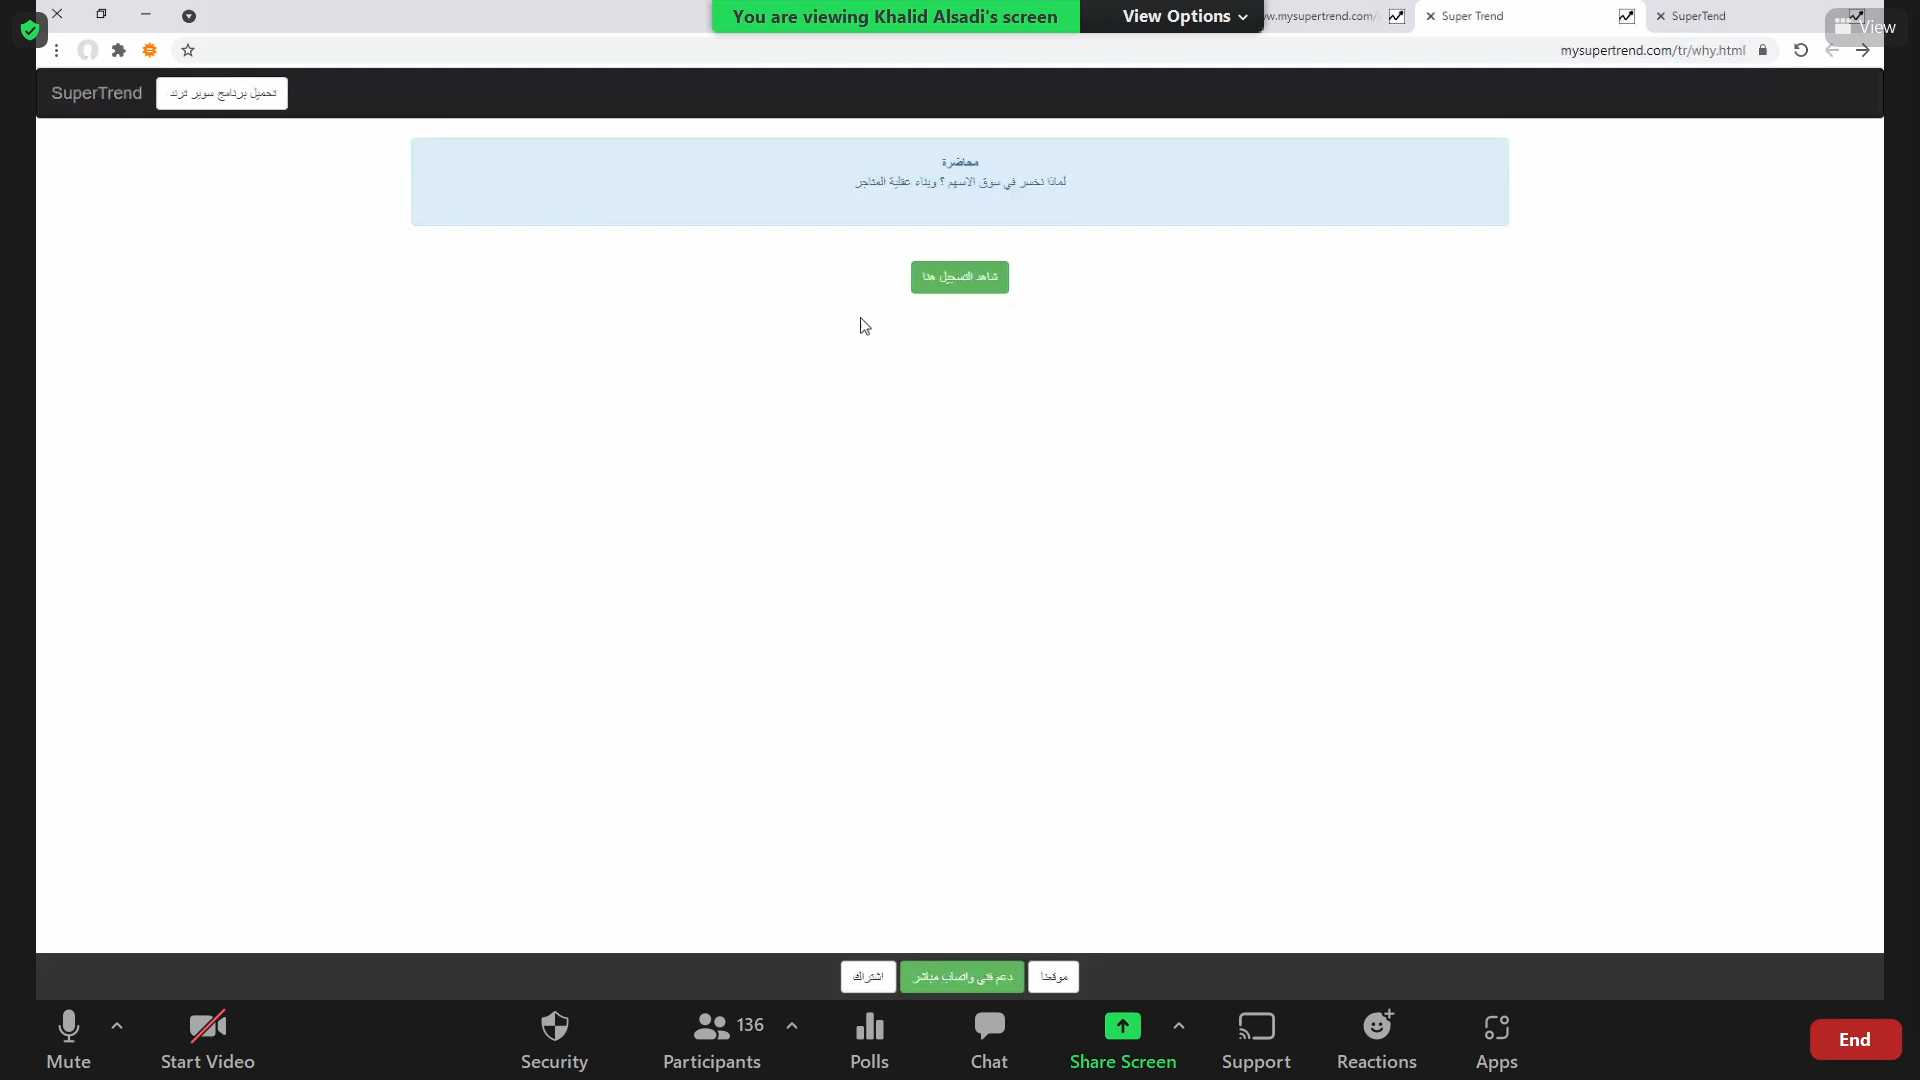 You are viewing Khalid Alsadi's screen
View Options
w.mysupertrend.com/
Super Trend
SuperTend
View
mysupertrend.com/tr/why.html
SuperTrend
تحميل برنامج سوبر ترند
محاضرة
لماذا نخسر في سوق الاسهم ؟ وبناء عقلية المتاجر
شاهد التسجيل هنا
موقعنا
دعم فني واتساب مباشر
اشتراك
Mute
Start Video
Security
136
Participants
Polls
Chat
Share Screen
Support
Reactions
Apps
End